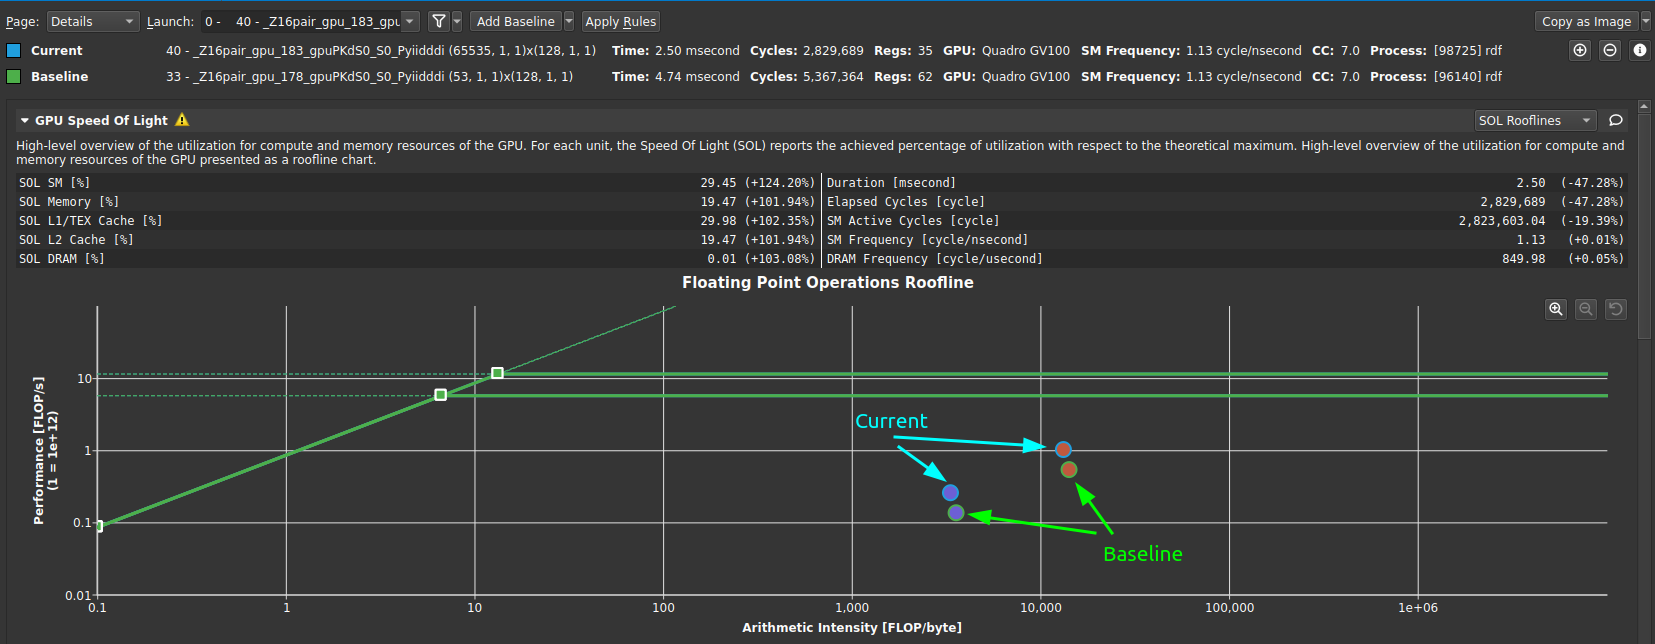 Page: Details Launch: 0 - 40 - _Z16pair_gpu_183_gpu Add Baseline Apply Rules Copy as Image
Current 40 - _Z16pair_gpu_183_gpuPKdS0_S0_Pyiidddi (65535, 1, 1)x(128, 1, 1) Time: 2.50 msecond Cycles: 2,829,689 Regs: 35 GPU: Quadro GV100 SM Frequency: 1.13 cycle/nsecond CC: 7.0 Process: [98725] rdf
Baseline 33 - _Z16pair_gpu_178_gpuPKdS0_S0_Pyiidddi (53, 1, 1)x(128, 1, 1) Time: 4.74 msecond Cycles: 5,367,364 Regs: 62 GPU: Quadro GV100 SM Frequency: 1.13 cycle/nsecond CC: 7.0 Process: [96140] rdf
GPU Speed Of Light SOL Rooflines
High-level overview of the utilization for compute and memory resources of the GPU. For each unit, the Speed Of Light (SOL) reports the achieved percentage of utilization with respect to the theoretical maximum. High-level overview of the utilization for compute and
memory resources of the GPU presented as a roofline chart.
SOL SM [%] 29.45 (+124.20%) Duration [msecond] 2.50 (-47.28%)
SOL Memory [%] 19.47 (+101.94%) Elapsed Cycles [cycle] 2,829,689 (-47.28%)
SOL L1/TEX Cache [%] 29.98 (+102.35%) SM Active Cycles [cycle] 2,823,603.04 (-19.39%)
SOL L2 Cache [%] 19.47 (+101.94%) SM Frequency [cycle/nsecond] 1.13 (+0.01%)
SOL DRAM [%] 0.01 (+103.08%) DRAM Frequency [cycle/usecond] 849.98 (+0.05%)
Floating Point Operations Roofline
Performance [FLOP/s]
(1 = 1e+12)
10
1
0.1
0.01
Current
Baseline
0.1 1 10 100 1,000 10,000 100,000 1e+06
Arithmetic Intensity [FLOP/byte]